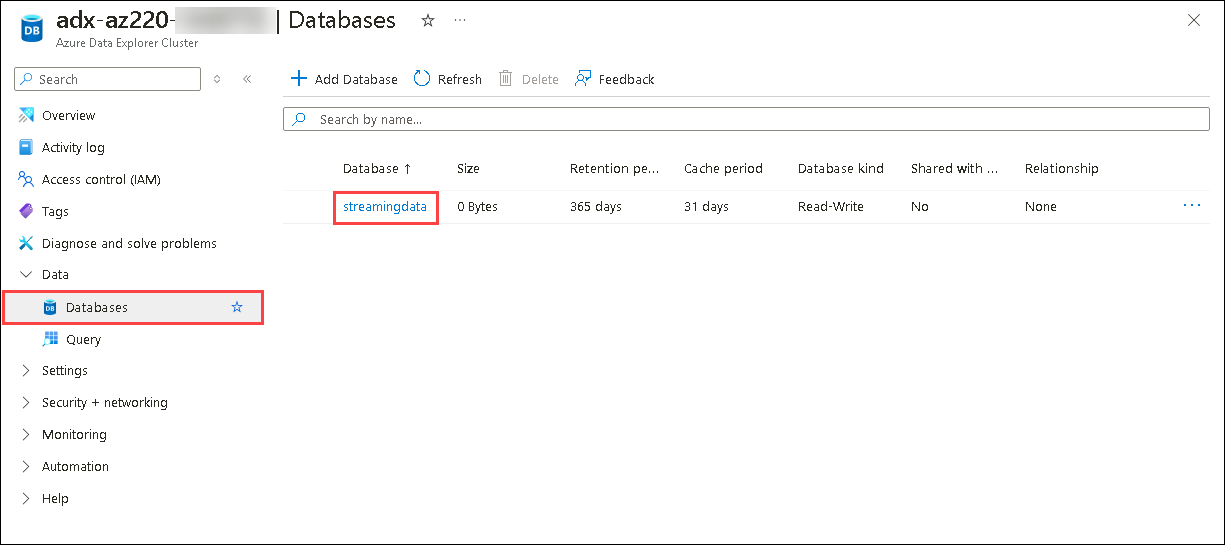 adx-az220- | Databases
Azure Data Explorer Cluster
Search
Add Database Refresh Delete Feedback
Search by name...
Overview
Activity log
Access control (IAM)
Tags
Diagnose and solve problems
Data
Databases
Query
Settings
Security + networking
Monitoring
Automation
Help
Database ↑ Size Retention pe... Cache period Database kind Shared with ... Relationship
streamingdata 0 Bytes 365 days 31 days Read-Write No None